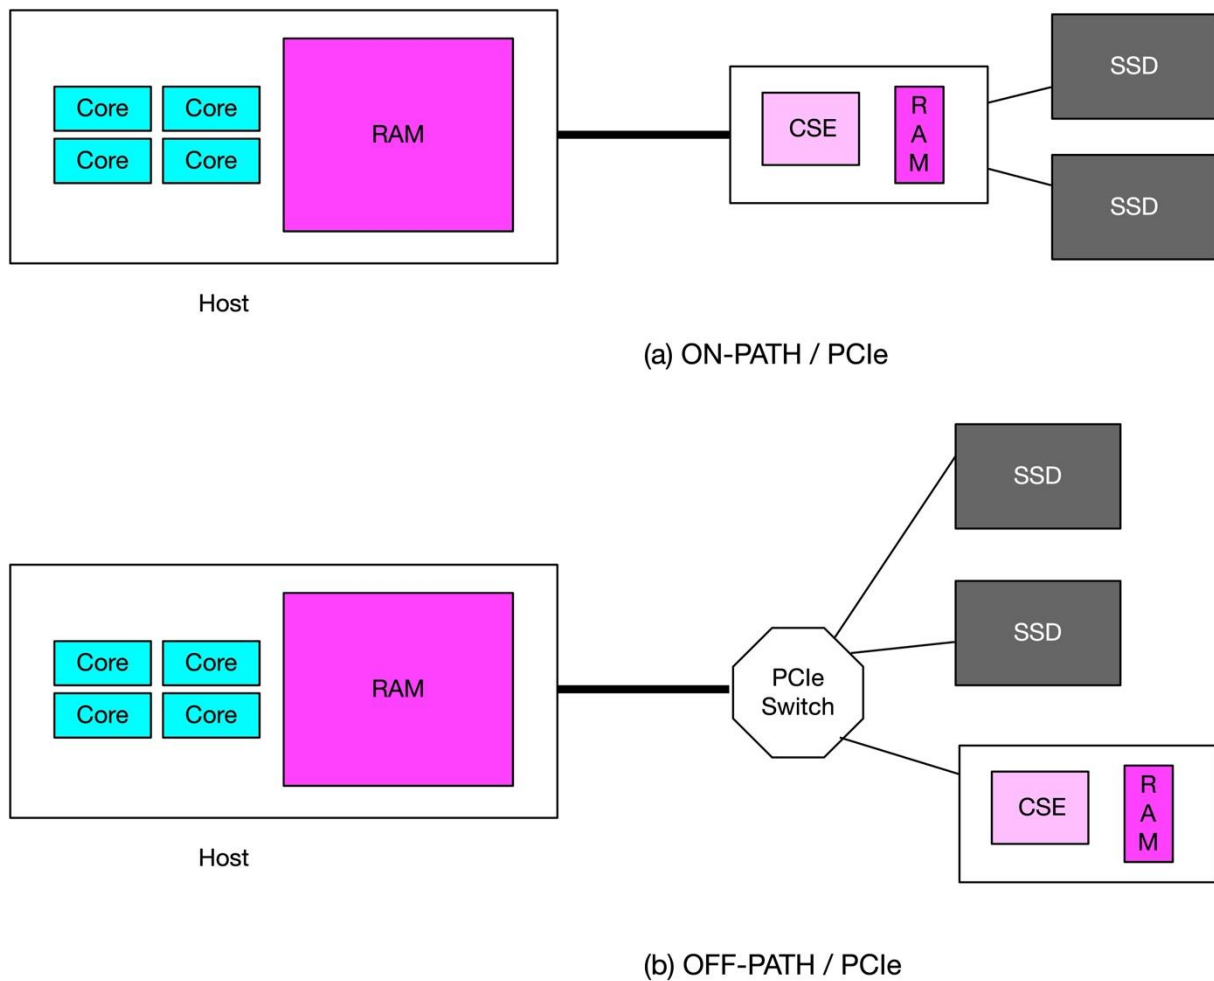 Core Core
Core Core
RAM
CSE
R
A
M
SSD
SSD
Host
(a) ON-PATH / PCIe
Core Core
Core Core
RAM
PCIe
Switch
SSD
SSD
CSE
R
A
M
Host
(b) OFF-PATH / PCIe